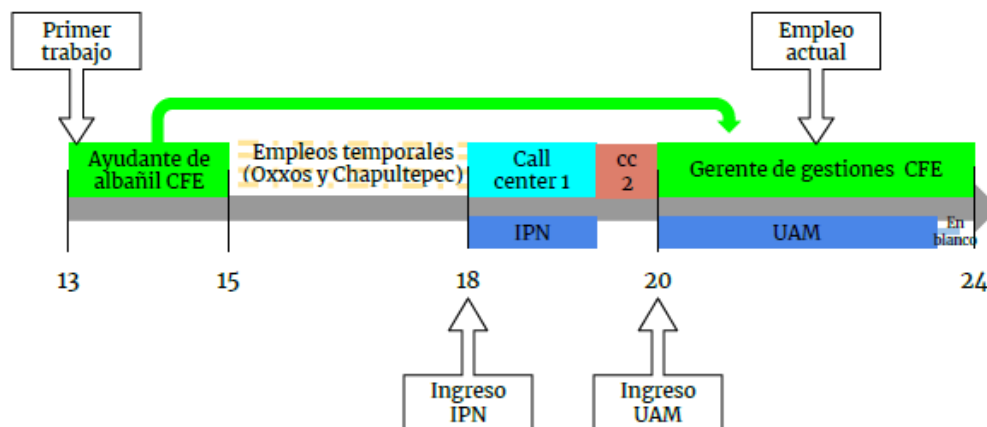 Primer
trabajo
Empleo
actual
Ayudante de
albañil CFE
Empleos temporales
(Oxxos y Chapultepec)
Call
center 1
cc
2
Gerente de gestiones CFE
IPN
UAM
En
blanco
13
15
18
20
24
Ingreso
IPN
Ingreso
UAM